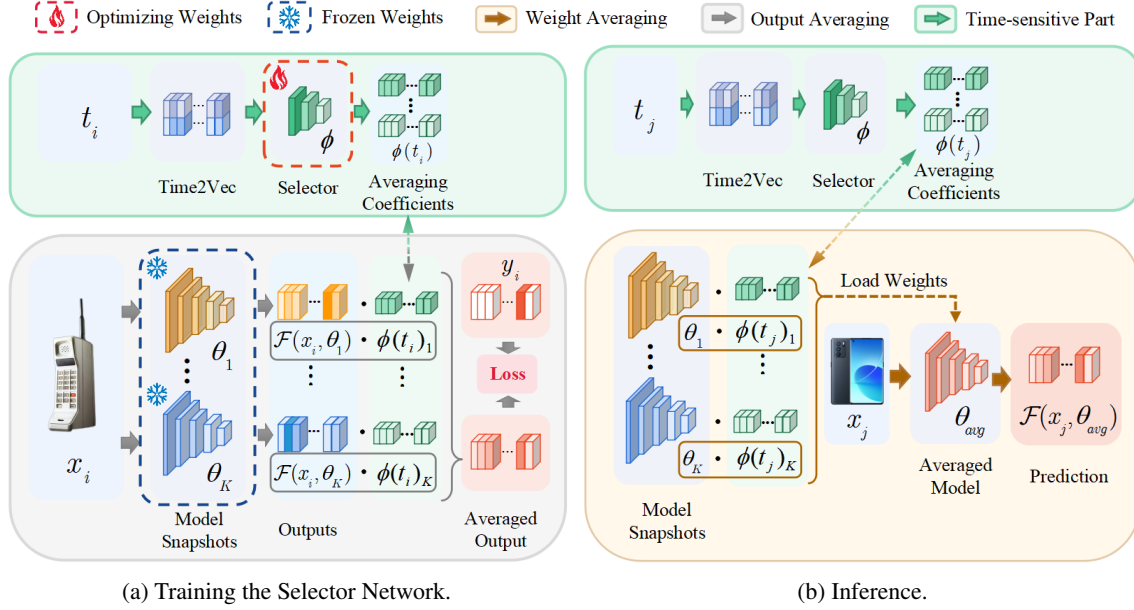 Optimizing Weights
Frozen Weights
Weight Averaging
Output Averaging
Time-sensitive Part
t_i
Time2Vec
ϕ
Selector
ϕ(t_i)
Averaging
Coefficients
x_i
θ_1
θ_K
Model
Snapshots
F(x_i, θ_1) · ϕ(t_i)_1
F(x_i, θ_K) · ϕ(t_i)_K
Outputs
y_i
Loss
Averaged
Output
(a) Training the Selector Network.
t_j
Time2Vec
ϕ
Selector
ϕ(t_j)
Averaging
Coefficients
θ_1 · ϕ(t_j)_1
θ_K · ϕ(t_j)_K
Model
Snapshots
Load Weights
x_j
θ_avg
Averaged
Model
F(x_j, θ_avg)
Prediction
(b) Inference.